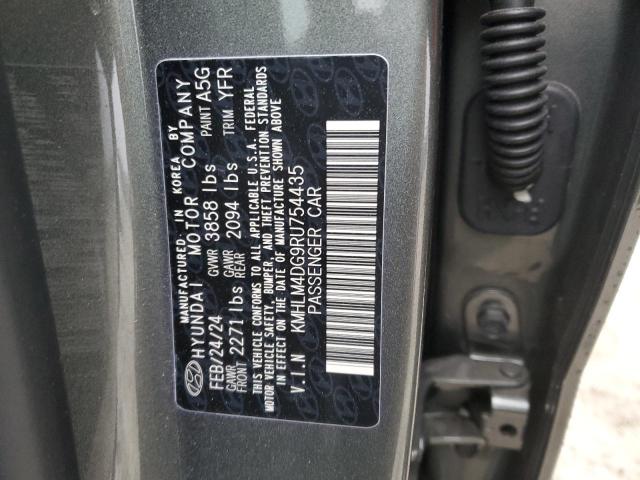 MANUFACTURED IN KOREA BY
HYUNDAI MOTOR COMPANY
FEB/24/24 GVWR 3858 lbs PAINT A5G
GAWR FRONT 2271 lbs GAWR REAR 2094 lbs TRIM YFR
THIS VEHICLE CONFORMS TO ALL APPLICABLE U.S.A. FEDERAL
MOTOR VEHICLE SAFETY, BUMPER, AND THEFT PREVENTION STANDARDS
IN EFFECT ON THE DATE OF MANUFACTURE SHOWN ABOVE
V.I.N KMHLM4DG9RU754435
PASSENGER CAR